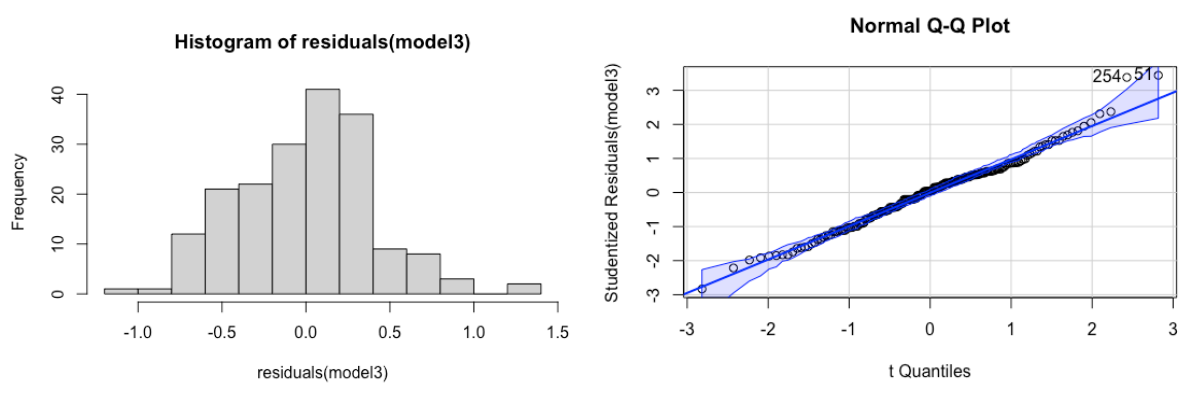 Histogram of residuals(model3)
Frequency
40
30
20
10
0
-1.0 -0.5 0.0 0.5 1.0 1.5
residuals(model3)
Normal Q-Q Plot
Studentized Residuals(model3)
254 51
3
2
1
0
-1
-2
-3
-3 -2 -1 0 1 2 3
t Quantiles